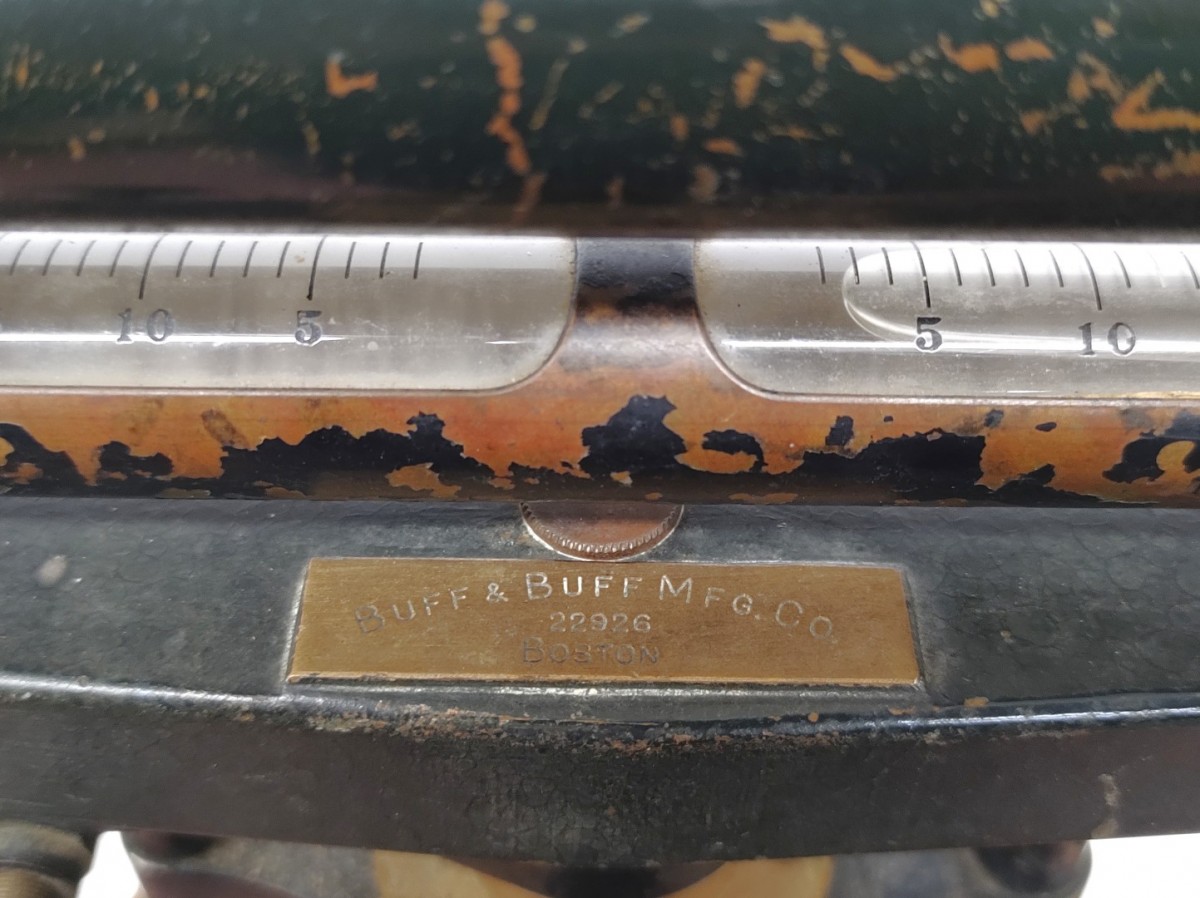 10 5 5 10
BUFF & BUFF MFG. CO.
22926
BOSTON